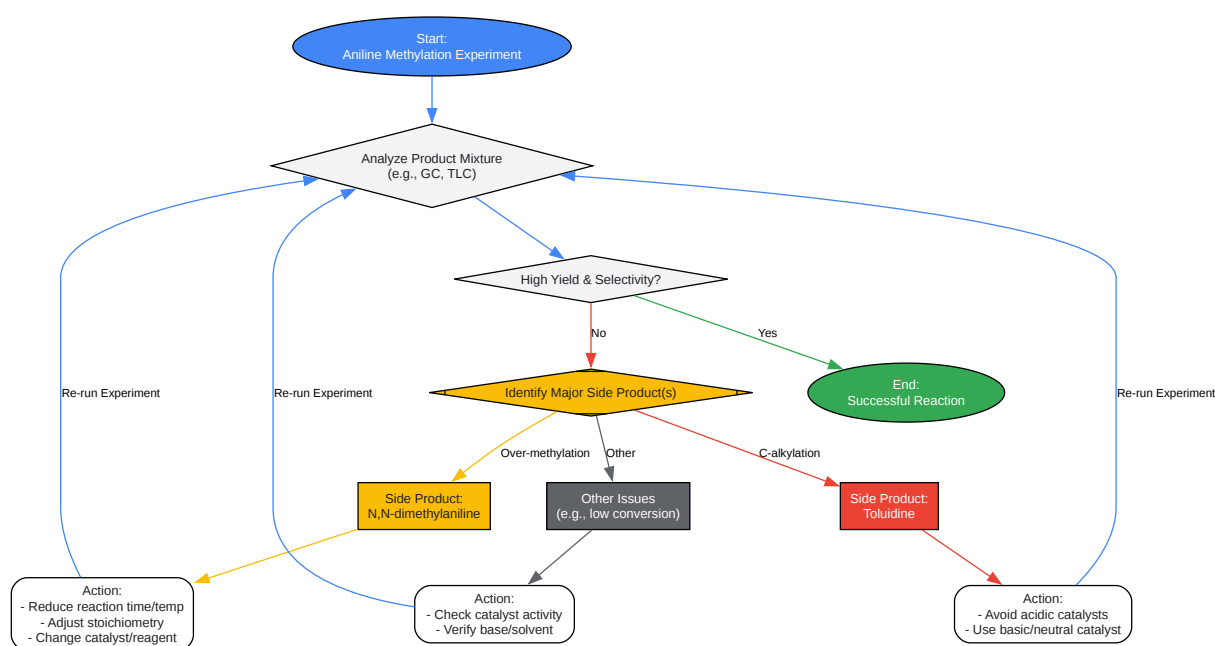 Start:
Aniline Methylation Experiment
Analyze Product Mixture
(e.g., GC, TLC)
High Yield & Selectivity?
No
Yes
Re-run Experiment
Re-run Experiment
Identify Major Side Product(s)
End:
Successful Reaction
Re-run Experiment
Over-methylation
Other
C-alkylation
Side Product:
N,N-dimethylaniline
Other Issues
(e.g., low conversion)
Side Product:
Toluidine
Action:
- Reduce reaction time/temp
- Adjust stoichiometry
- Change catalyst/reagent
Action:
- Check catalyst activity
- Verify base/solvent
Action:
- Avoid acidic catalysts
- Use basic/neutral catalyst